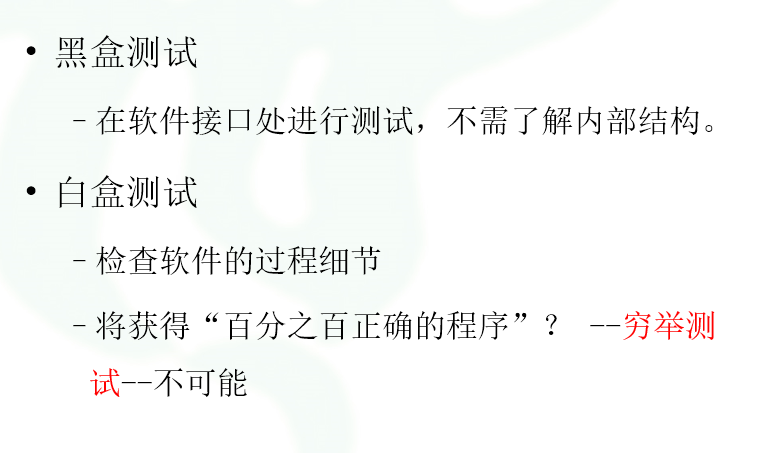 • 黑盒测试
– 在软件接口处进行测试，不需了解内部结构。
• 白盒测试
– 检查软件的过程细节
– 将获得“百分之百正确的程序”？ --穷举测
试--不可能